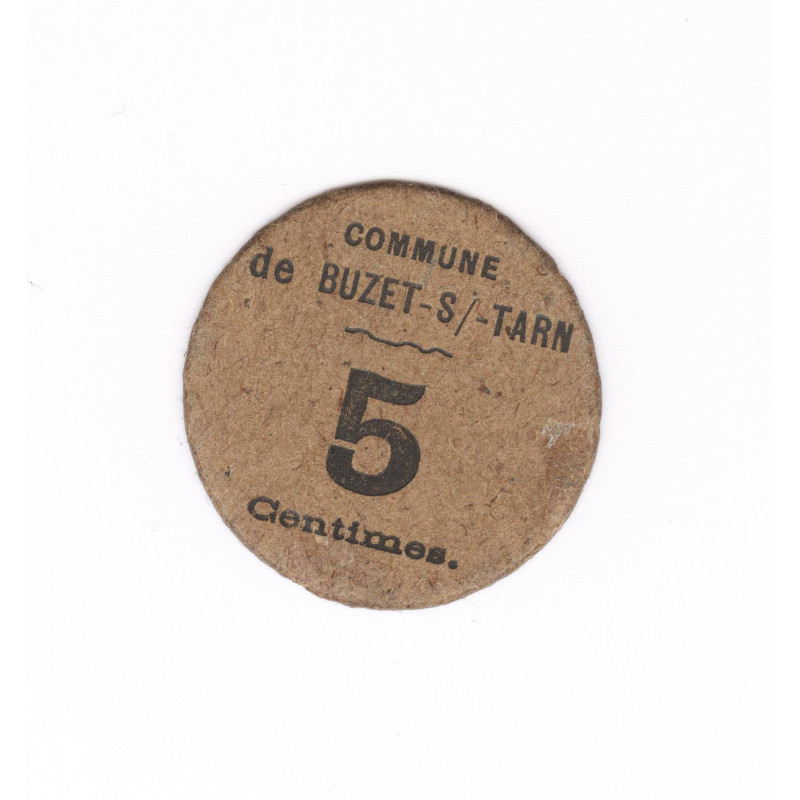 COMMUNE
de BUZET-S/-TARN
5
Centimes.